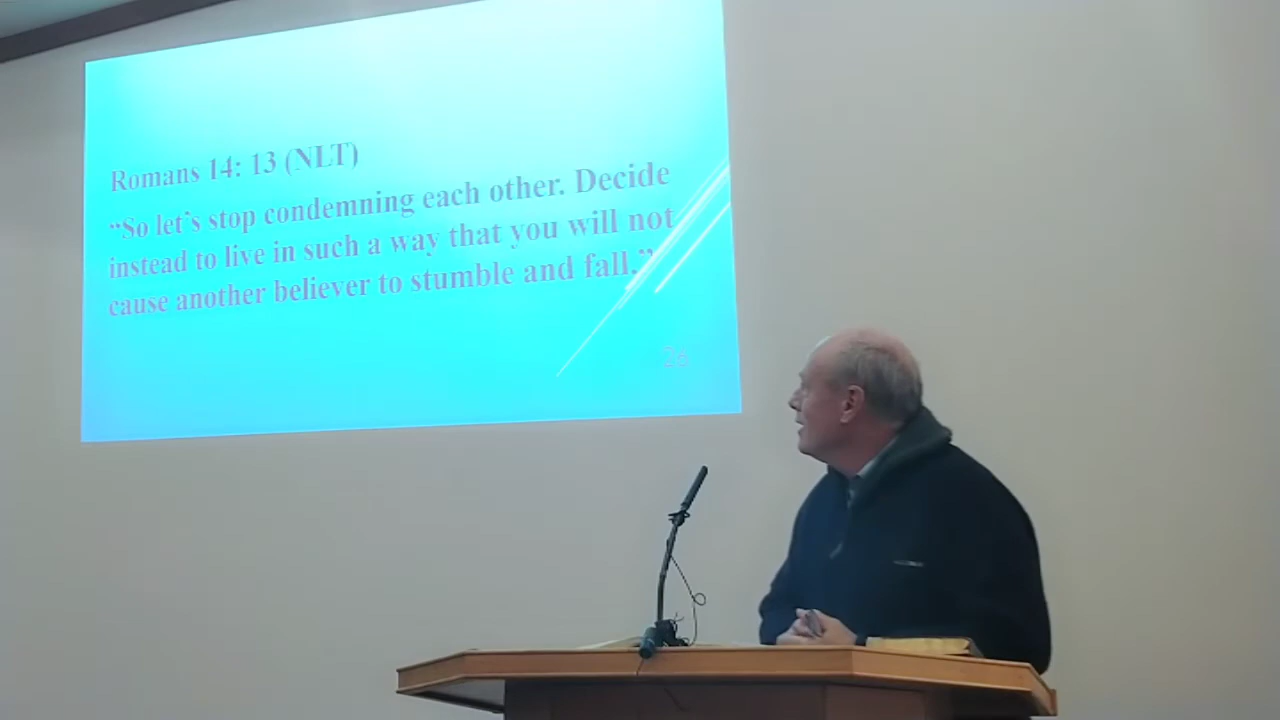 Romans 14: 13 (NLT)
“So let’s stop condemning each other. Decide
instead to live in such a way that you will not
cause another believer to stumble and fall.”
26